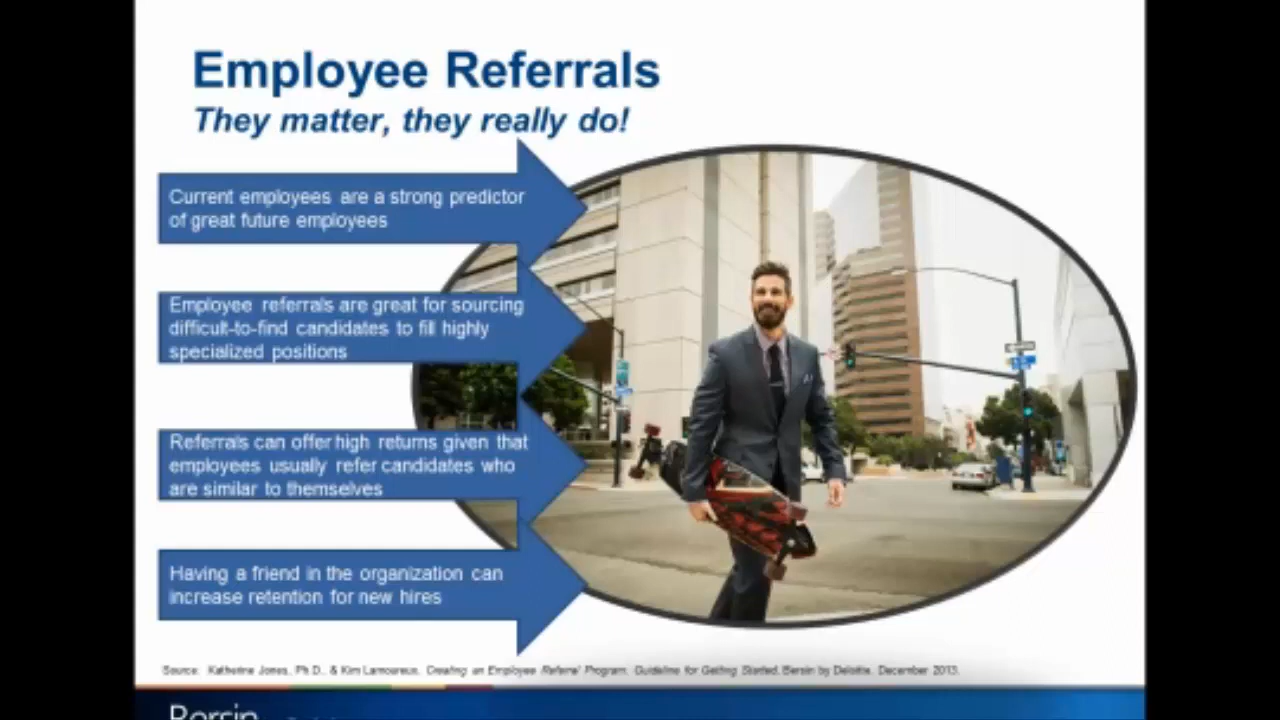 Employee Referrals
They matter, they really do!
Current employees are a strong predictor
of great future employees
Employee referrals are great for sourcing
difficult-to-find candidates to fill highly
specialized positions
Referrals can offer high returns given that
employees usually refer candidates who
are similar to themselves
Having a friend in the organization can
increase retention for new hires
Source: Katherine Jones, Ph.D., & Kim Lamoureux, Creating an Employee Referral Program: Guideline for Getting Started, Bersin by Deloitte, December 2013.
Bersin